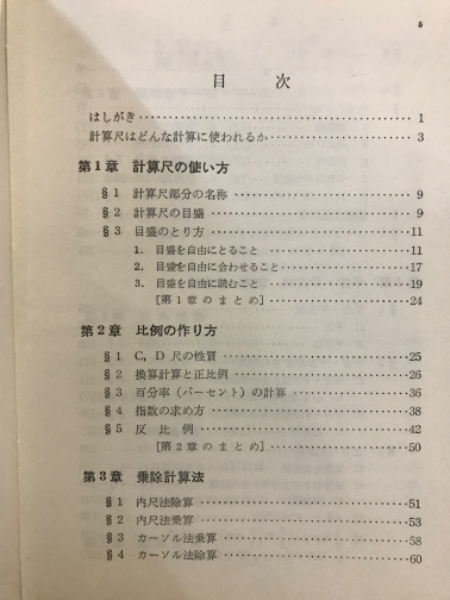 5
目次
はしがき……………………………………1
計算尺はどんな計算に使われるか……………………3
第1章 計算尺の使い方
§1 計算尺部分の名称……………………………9
§2 計算尺の目盛…………………………………9
§3 目盛のとり方…………………………………11
1. 目盛を自由にとること……………………11
2. 目盛を自由に合わせること………………17
3. 目盛を自由に読むこと……………………19
[第1章のまとめ]……………………………24
第2章 比例の作り方
§1 C, D 尺の性質…………………………………25
§2 換算計算と正比例……………………………26
§3 百分率(パーセント)の計算…………………36
§4 指数の求め方…………………………………38
§5 反比例…………………………………………42
[第2章のまとめ]……………………………50
第3章 乗除計算法
§1 内尺法除算……………………………………51
§2 内尺法乗算……………………………………53
§3 カーソル法乗算………………………………58
§4 カーソル法除算………………………………60